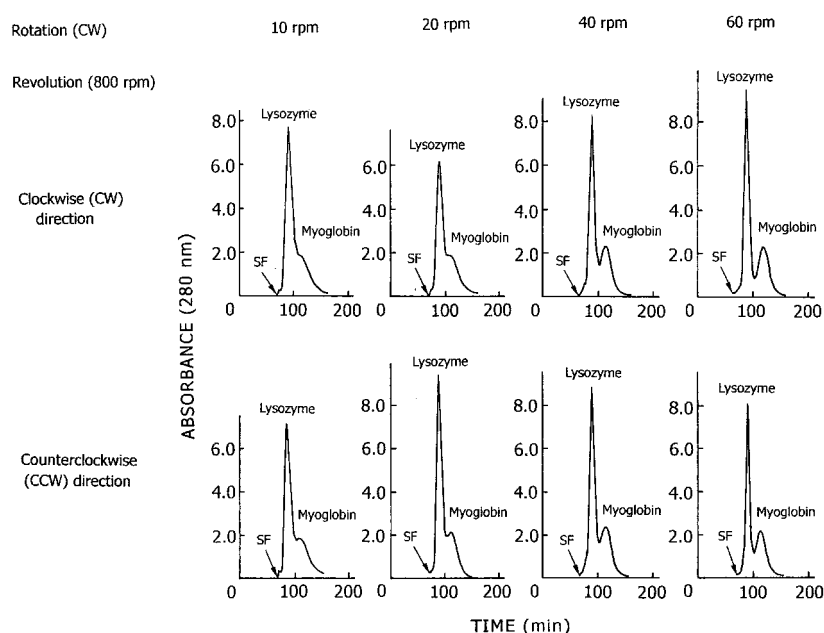 Rotation (CW) 10 rpm 20 rpm 40 rpm 60 rpm
Revolution (800 rpm)
Clockwise (CW)
direction
Counterclockwise
(CCW) direction
ABSORBANCE (280 nm)
Lysozyme
8.0
6.0
4.0
2.0
0
Myoglobin
SF
100 200
Lysozyme
6.0
4.0
2.0
0
Myoglobin
SF
100 200
Lysozyme
8.0
6.0
4.0
2.0
0
Myoglobin
SF
100 200
Lysozyme
8.0
6.0
4.0
2.0
0
Myoglobin
SF
100 200
Lysozyme
6.0
4.0
2.0
0
Myoglobin
SF
100 200
Lysozyme
8.0
6.0
4.0
2.0
0
Myoglobin
SF
100 200
Lysozyme
8.0
6.0
4.0
2.0
0
Myoglobin
SF
100 200
Lysozyme
8.0
6.0
4.0
2.0
0
Myoglobin
SF
100 200
TIME (min)